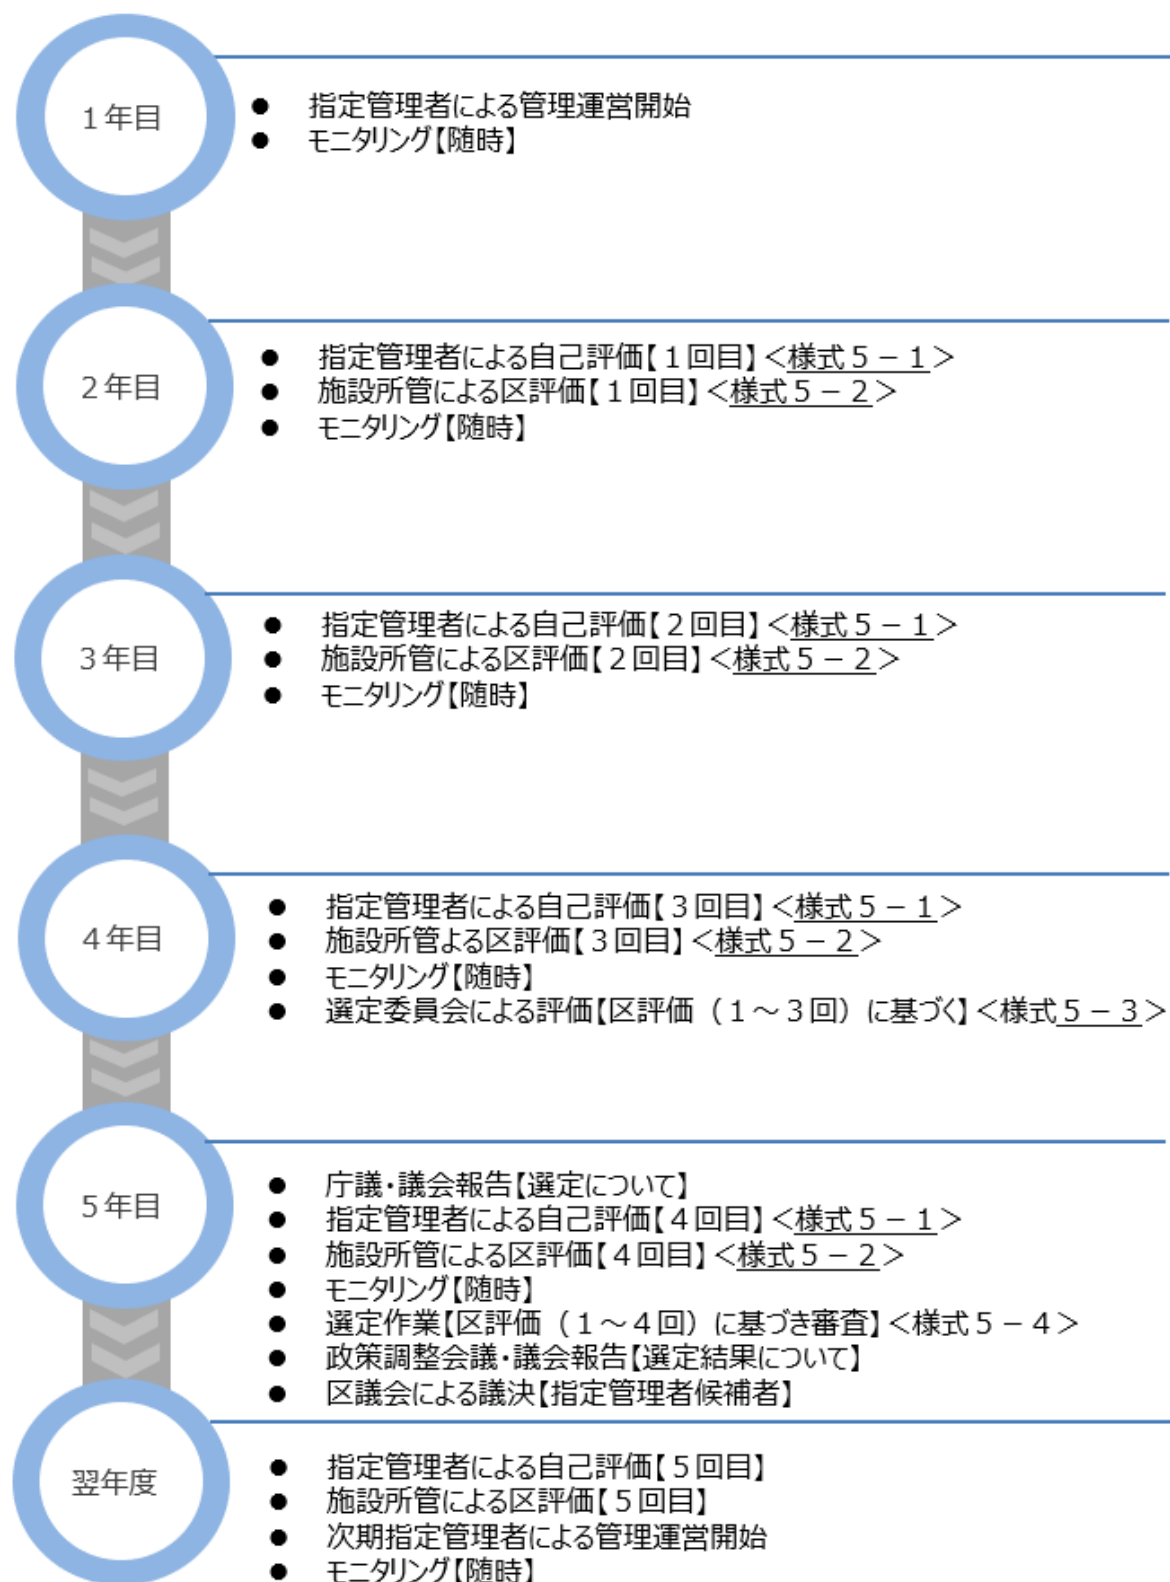 1年目
● 指定管理者による管理運営開始
● モニタリング【随時】
2年目
● 指定管理者による自己評価【1回目】<様式5-1>
● 施設所管による区評価【1回目】<様式5-2>
● モニタリング【随時】
3年目
● 指定管理者による自己評価【2回目】<様式5-1>
● 施設所管による区評価【2回目】<様式5-2>
● モニタリング【随時】
4年目
● 指定管理者による自己評価【3回目】<様式5-1>
● 施設所管よる区評価【3回目】<様式5-2>
● モニタリング【随時】
● 選定委員会による評価【区評価(1~3回)に基づく】<様式5-3>
5年目
● 庁議・議会報告【選定について】
● 指定管理者による自己評価【4回目】<様式5-1>
● 施設所管による区評価【4回目】<様式5-2>
● モニタリング【随時】
● 選定作業【区評価(1~4回)に基づき審査】<様式5-4>
● 政策調整会議・議会報告【選定結果について】
● 区議会による議決【指定管理者候補者】
翌年度
● 指定管理者による自己評価【5回目】
● 施設所管による区評価【5回目】
● 次期指定管理者による管理運営開始
● モニタリング【随時】